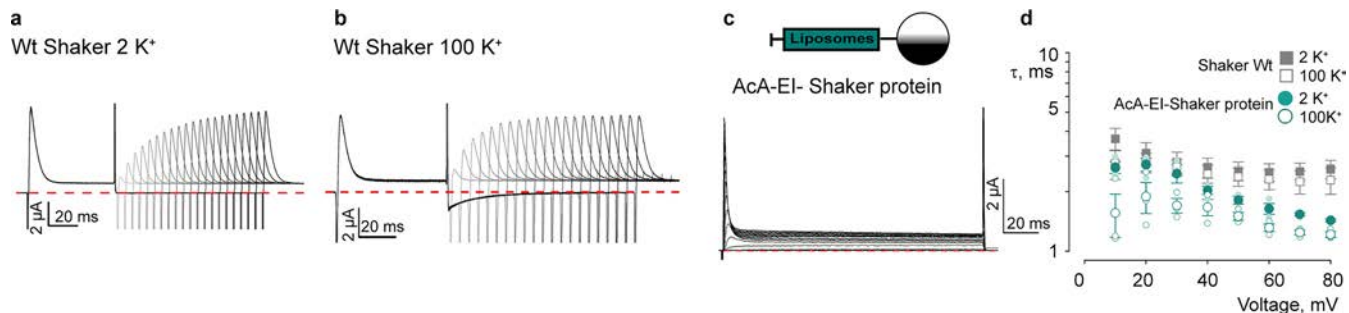 a
Wt Shaker 2 K⁺
2 µA
20 ms
b
Wt Shaker 100 K⁺
2 µA
20 ms
c
Liposomes
AcA-EI- Shaker protein
2 µA
20 ms
d
10
τ, ms
5
1
Shaker Wt
2 K⁺
100 K⁺
AcA-EI-Shaker protein
2 K⁺
100K⁺
0 20 40 60 80
Voltage, mV